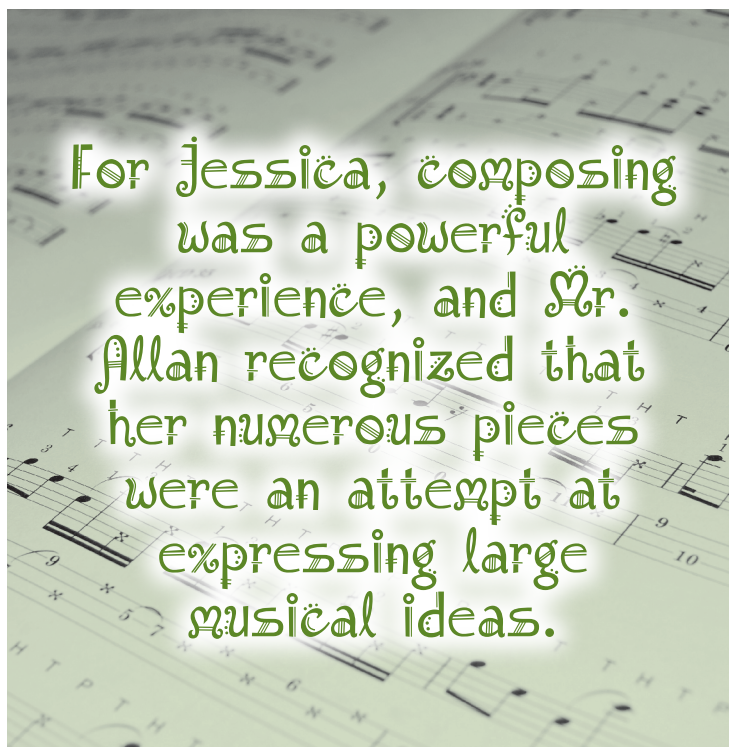 For Jessica, composing
was a powerful
experience, and Mr.
Allan recognized that
her numerous pieces
were an attempt at
expressing large
musical ideas.